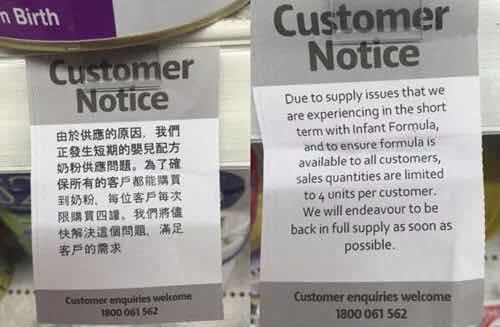 n Birth
Customer
Notice
由於供應的原因,我們
正發生短期的嬰兒配方
奶粉供應問題。為了確
保所有的客戶都能購買
到奶粉,每位客戶每次
限購買四罐。我們將儘
快解決這個問題,滿足
客戶的需求
Customer enquiries welcome
1800 061 562
Customer
Notice
Due to supply issues that we
are experiencing in the short
term with Infant Formula,
and to ensure formula is
available to all customers,
sales quantities are limited
to 4 units per customer.
We will endeavour to be
back in full supply as soon as
possible.
Customer enquiries welcome
1800 061 562